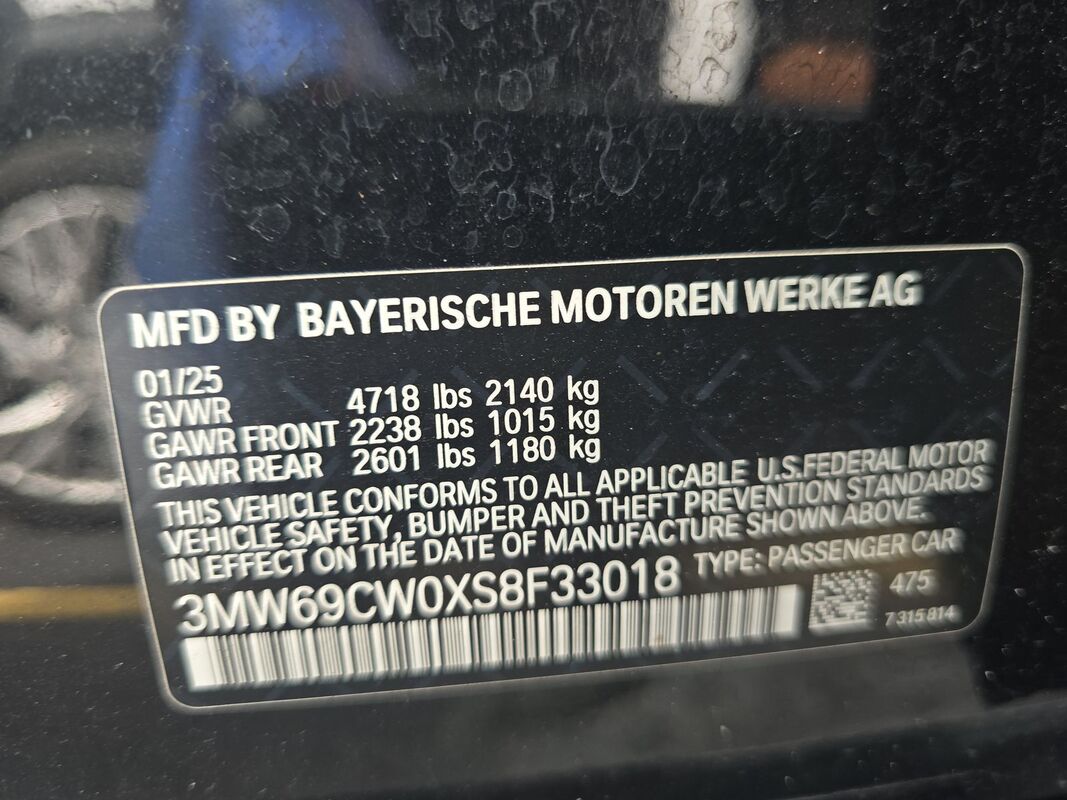 MFD BY BAYERISCHE MOTOREN WERKE AG
01/25
GVWR 4718 lbs 2140 kg
GAWR FRONT 2238 lbs 1015 kg
GAWR REAR 2601 lbs 1180 kg
THIS VEHICLE CONFORMS TO ALL APPLICABLE U.S.FEDERAL MOTOR
VEHICLE SAFETY, BUMPER AND THEFT PREVENTION STANDARDS
IN EFFECT ON THE DATE OF MANUFACTURE SHOWN ABOVE.
3MW69CW0XS8F33018 TYPE: PASSENGER CAR
475
7 315 814